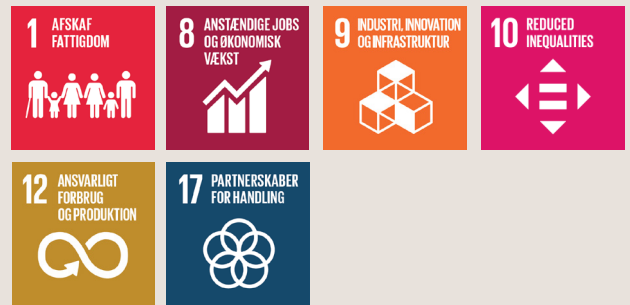 1 AFSKAF
FATTIGDOM
8 ANSTÆNDIGE JOBS
OG ØKONOMISK
VÆKST
9 INDUSTRI, INNOVATION
OG INFRASTRUKTUR
10 REDUCED
INEQUALITIES
12 ANSVARLIGT
FORBRUG
OG PRODUKTION
17 PARTNERSKABER
FOR HANDLING